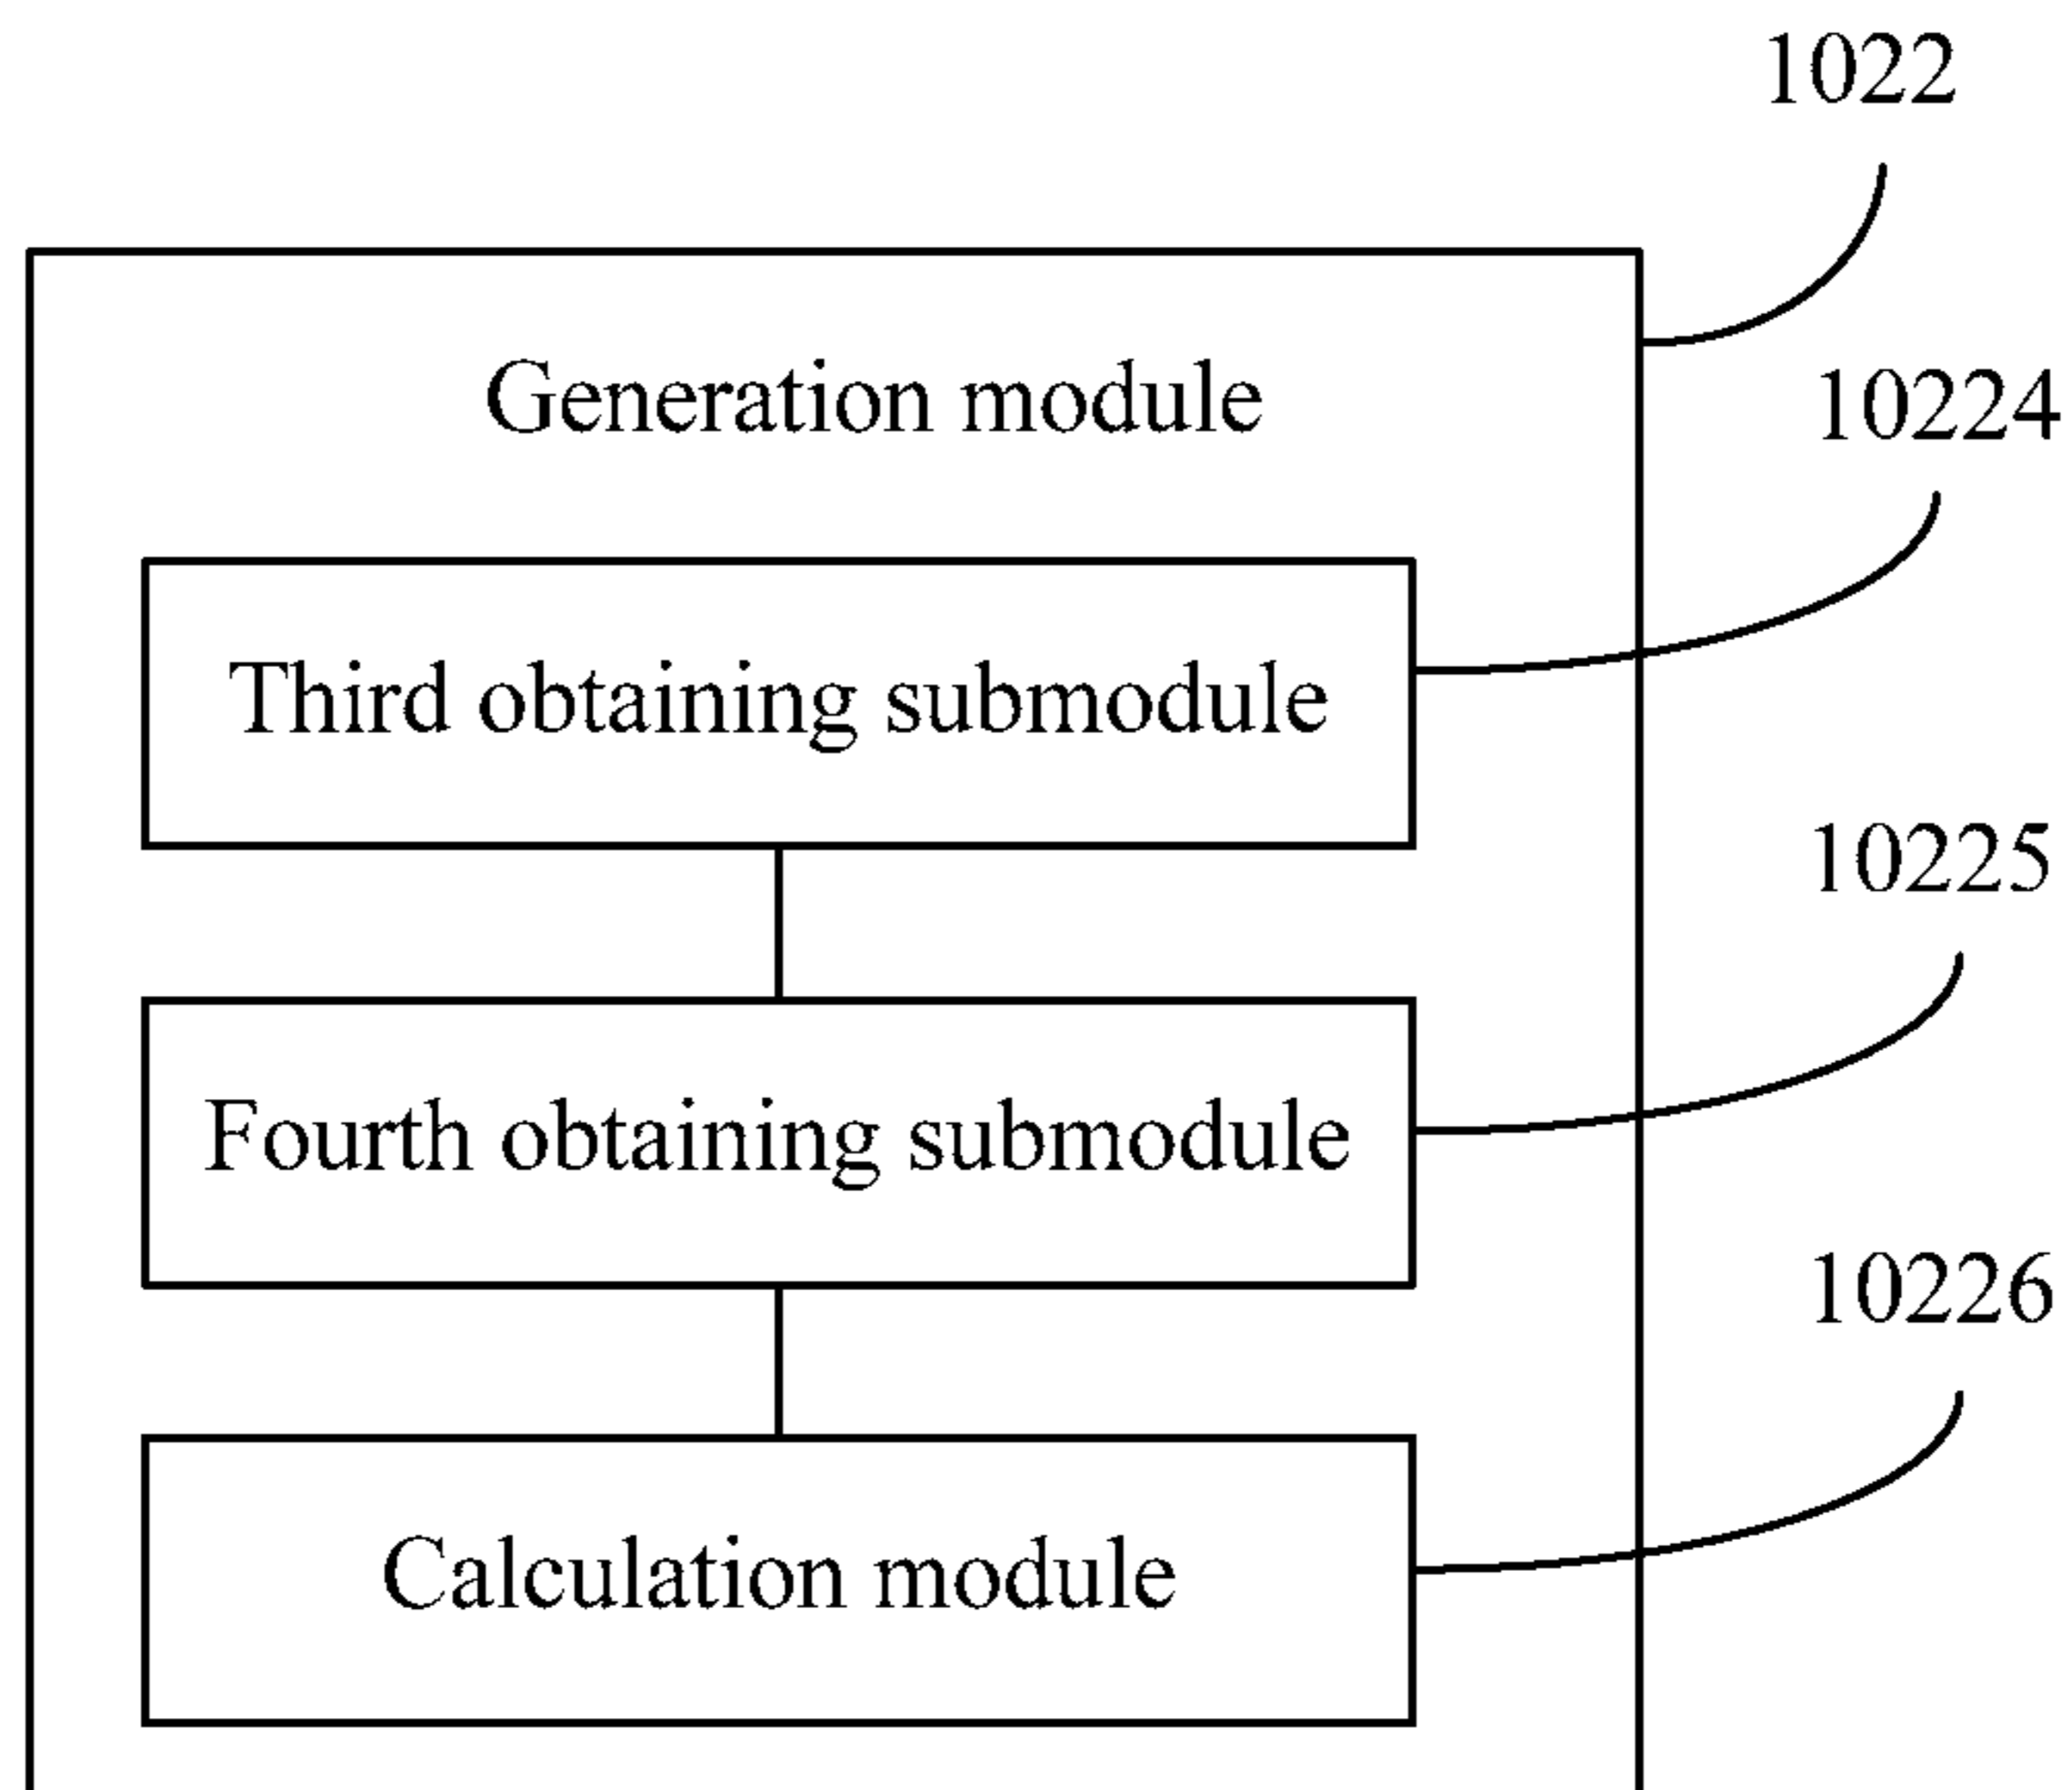 1022
Generation module
10224
Third obtaining submodule
10225
Fourth obtaining submodule
10226
Calculation module